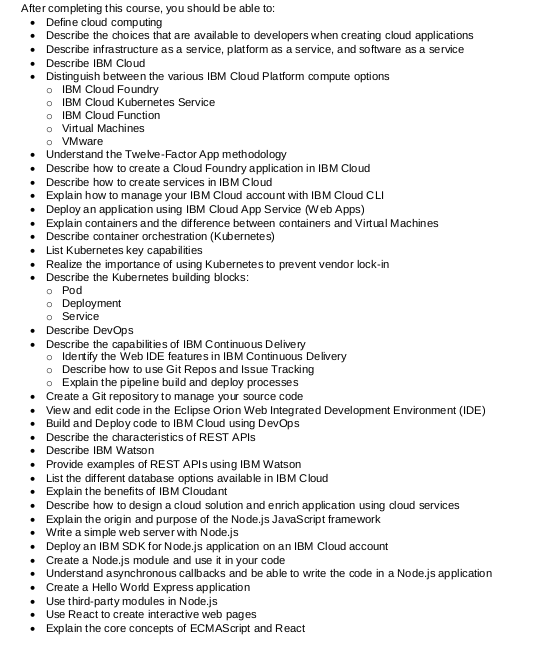 After completing this course, you should be able to:
• Define cloud computing
• Describe the choices that are available to developers when creating cloud applications
• Describe infrastructure as a service, platform as a service, and software as a service
• Describe IBM Cloud
• Distinguish between the various IBM Cloud Platform compute options
○ IBM Cloud Foundry
○ IBM Cloud Kubernetes Service
○ IBM Cloud Function
○ Virtual Machines
○ VMware
• Understand the Twelve-Factor App methodology
• Describe how to create a Cloud Foundry application in IBM Cloud
• Describe how to create services in IBM Cloud
• Explain how to manage your IBM Cloud account with IBM Cloud CLI
• Deploy an application using IBM Cloud App Service (Web Apps)
• Explain containers and the difference between containers and Virtual Machines
• Describe container orchestration (Kubernetes)
• List Kubernetes key capabilities
• Realize the importance of using Kubernetes to prevent vendor lock-in
• Describe the Kubernetes building blocks:
○ Pod
○ Deployment
○ Service
• Describe DevOps
• Describe the capabilities of IBM Continuous Delivery
○ Identify the Web IDE features in IBM Continuous Delivery
○ Describe how to use Git Repos and Issue Tracking
○ Explain the pipeline build and deploy processes
• Create a Git repository to manage your source code
• View and edit code in the Eclipse Orion Web Integrated Development Environment (IDE)
• Build and Deploy code to IBM Cloud using DevOps
• Describe the characteristics of REST APIs
• Describe IBM Watson
• Provide examples of REST APIs using IBM Watson
• List the different database options available in IBM Cloud
• Explain the benefits of IBM Cloudant
• Describe how to design a cloud solution and enrich application using cloud services
• Explain the origin and purpose of the Node.js JavaScript framework
• Write a simple web server with Node.js
• Deploy an IBM SDK for Node.js application on an IBM Cloud account
• Create a Node.js module and use it in your code
• Understand asynchronous callbacks and be able to write the code in a Node.js application
• Create a Hello World Express application
• Use third-party modules in Node.js
• Use React to create interactive web pages
• Explain the core concepts of ECMAScript and React